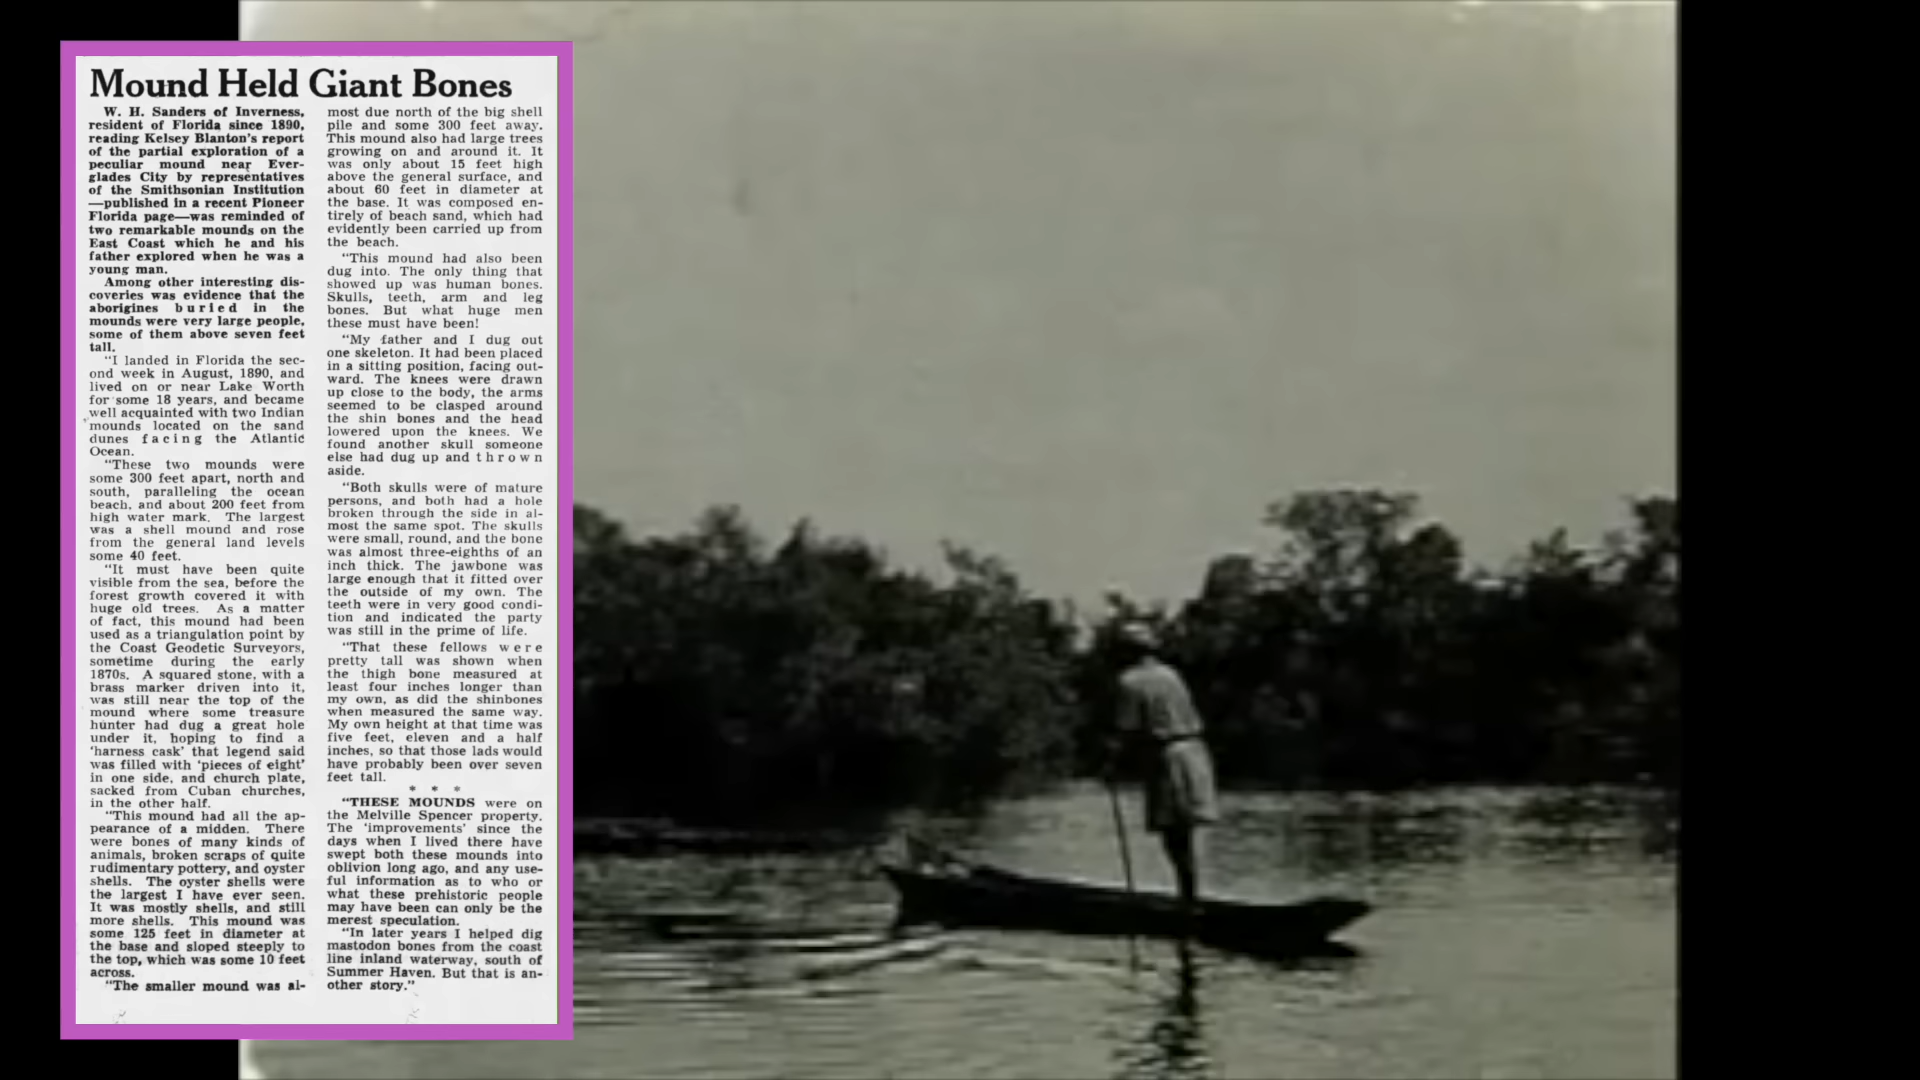 Mound Held Giant Bones
W. H. Sanders of Inverness,
resident of Florida since 1890,
reading Kelsey Blanton's report
of the partial exploration of a
peculiar mound near Ever-
glades City by representatives
of the Smithsonian Institution
—published in a recent Pioneer
Florida page—was reminded of
two remarkable mounds on the
East Coast which he and his
father explored when he was a
young man.
Among other interesting dis-
coveries was evidence that the
aborigines buried in the
mounds were very large people,
some of them above seven feet
tall.
"I landed in Florida the sec-
ond week in August, 1890, and
lived on or near Lake Worth
for some 18 years, and became
well acquainted with two Indian
mounds located on the sand
dunes facing the Atlantic
Ocean.
"These two mounds were
some 300 feet apart, north and
south, paralleling the ocean
beach, and about 200 feet from
high water mark. The largest
was a shell mound and rose
from the general land levels
some 40 feet.
"It must have been quite
visible from the sea, before the
forest growth covered it with
huge old trees. As a matter
of fact, this mound had been
used as a triangulation point by
the Coast Geodetic Surveyors,
sometime during the early
1870s. A squared stone, with a
brass marker driven into it,
was still near the top of the
mound where some treasure
hunter had dug a great hole
under it, hoping to find a
'harness cask' that legend said
was filled with 'pieces of eight'
in one side, and church plate,
sacked from Cuban churches,
in the other half.
"This mound had all the ap-
pearance of a midden. There
were bones of many kinds of
animals, broken scraps of quite
rudimentary pottery, and oyster
shells. The oyster shells were
the largest I have ever seen.
It was mostly shells, and still
more shells. This mound was
some 125 feet in diameter at
the base and sloped steeply to
the top, which was some 10 feet
across.
"The smaller mound was al-
most due north of the big shell
pile and some 300 feet away.
This mound also had large trees
growing on and around it. It
was only about 15 feet high
above the general surface, and
about 60 feet in diameter at
the base. It was composed en-
tirely of beach sand, which had
evidently been carried up from
the beach.
"This mound had also been
dug into. The only thing that
showed up was human bones.
Skulls, teeth, arm and leg
bones. But what huge men
these must have been!
"My father and I dug out
one skeleton. It had been placed
in a sitting position, facing out-
ward. The knees were drawn
up close to the body, the arms
seemed to be clasped around
the shin bones and the head
lowered upon the knees. We
found another skull someone
else had dug up and thrown
aside.
"Both skulls were of mature
persons, and both had a hole
broken through the side in al-
most the same spot. The skulls
were small, round, and the bone
was almost three-eighths of an
inch thick. The jawbone was
large enough that it fitted over
the outside of my own. The
teeth were in very good condi-
tion and indicated the party
was still in the prime of life.
"That these fellows were
pretty tall was shown when
the thigh bone measured at
least four inches longer than
my own, as did the shinbones
when measured the same way.
My own height at that time was
five feet, eleven and a half
inches, so that those lads would
have probably been over seven
feet tall.
* * *
"THESE MOUNDS were on
the Melville Spencer property.
The 'improvements' since the
days when I lived there have
swept both these mounds into
oblivion long ago, and any use-
ful information as to who or
what these prehistoric people
may have been can only be the
merest speculation.
"In later years I helped dig
mastodon bones from the coast
line inland waterway, south of
Summer Haven. But that is an-
other story."